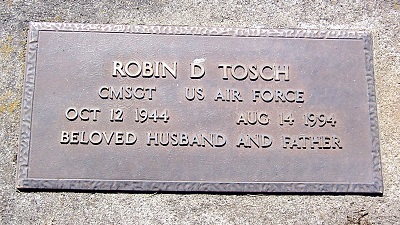 ROBIN D TOSCH
CMSGT US AIR FORCE
OCT 12 1944 AUG 14 1994
BELOVED HUSBAND AND FATHER